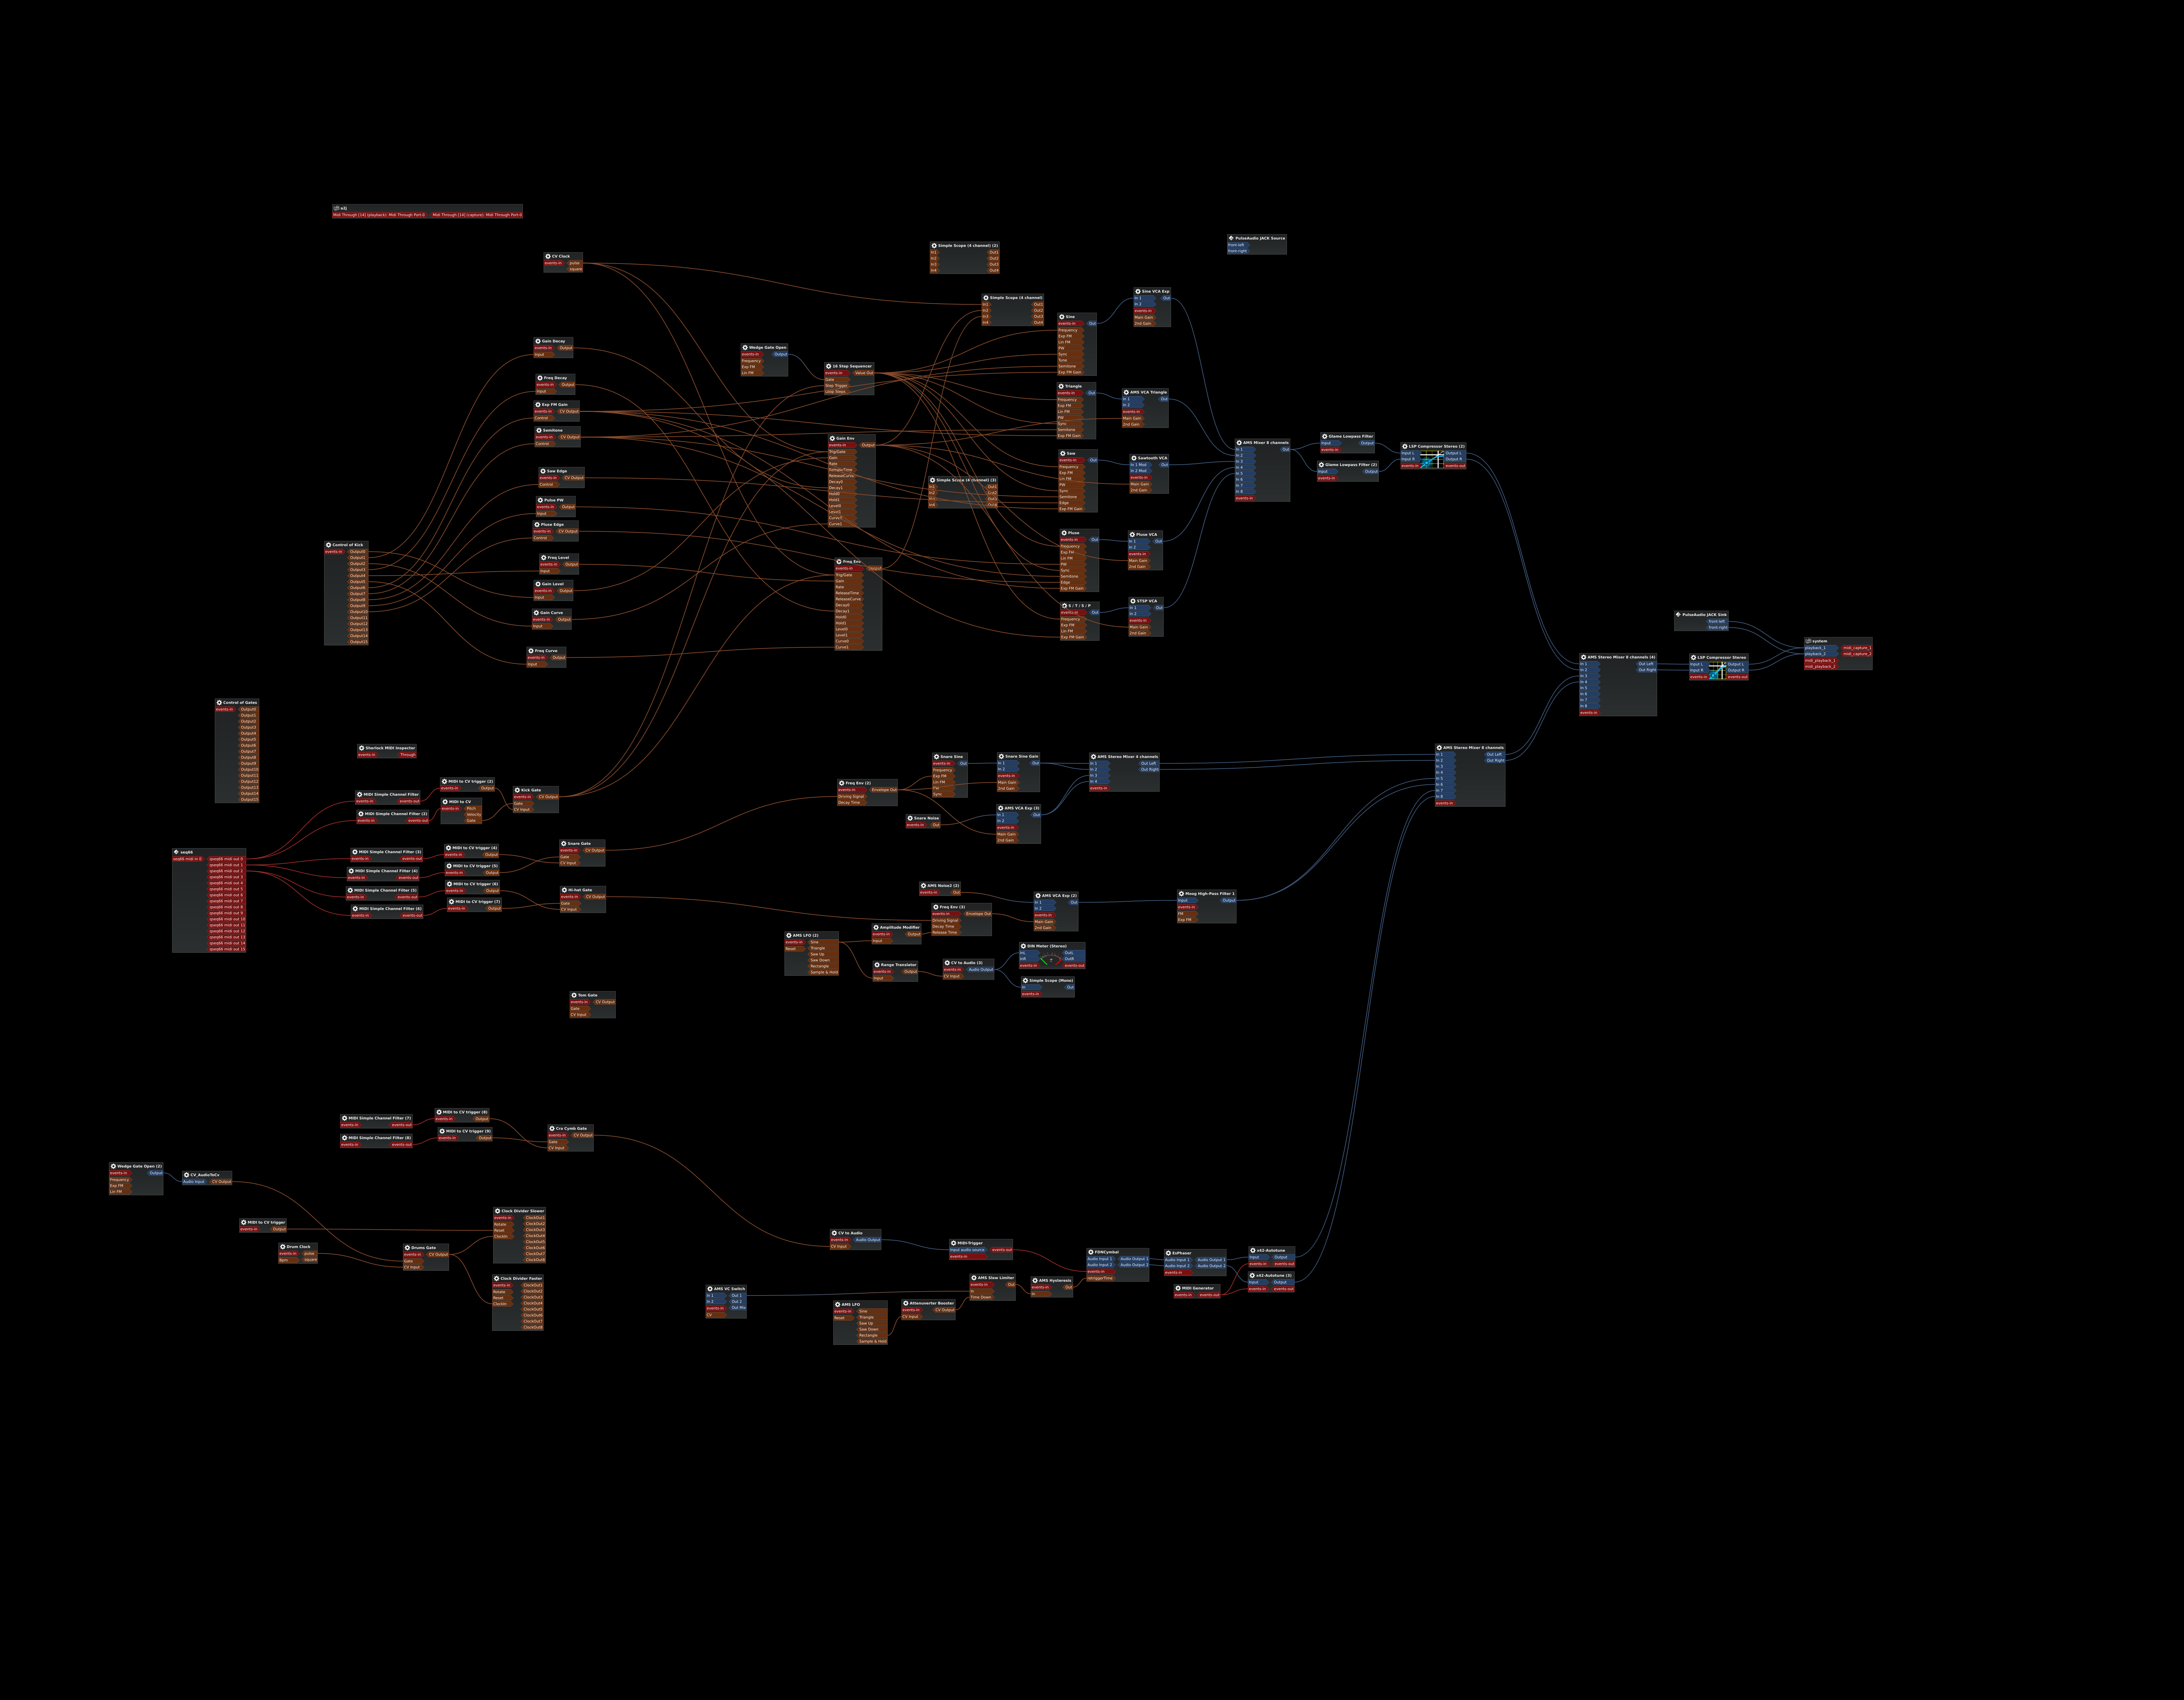 a2j
Midi Through [14] (playback): Midi Through Port-0 Midi Through [14] (capture): Midi Through Port-0
PulseAudio JACK Source
front-left
front-right
Simple Scope (4 channel) (2)
In1 Out1
In2 Out2
In3 Out3
In4 Out4
CV Clock
events-in pulse
square
Simple Scope (4 channel)
In1 Out1
In2 Out2
In3 Out3
In4 Out4
Sine VCA Exp
In 1 Out
In 2
events-in
Main Gain
2nd Gain
Sine
events-in Out
Frequency
Exp FM
Lin FM
PW
Sync
Tune
Semitone
Exp FM Gain
Gain Decay
events-in Output
Input
Wedge Gate Open
events-in Output
Frequency
Exp FM
Lin FM
16 Step Sequencer
events-in Value Out
Gate
Step Trigger
Loop Steps
Freq Decay
events-in Output
Input
Triangle
events-in Out
Frequency
Exp FM
Lin FM
PW
Sync
Semitone
Exp FM Gain
AMS VCA Triangle
In 1 Out
In 2
events-in
Main Gain
2nd Gain
Exp FM Gain
events-in CV Output
Control
Semitone
events-in CV Output
Control
Gain Env
events-in Output
Trig/Gate
Gain
Rate
ReleaseCurve
Decay0
Decay1
Hold0
Hold1
Level0
Level1
Curve0
Curve1
AMS Mixer 8 channels
In 1 Out
In 2
In 3
In 4
In 5
In 6
In 7
In 8
events-in
Glame Lowpass Filter
Input Output
events-in
Glame Lowpass Filter (2)
Input Output
events-in
LSP Compressor Stereo (2)
Input L Output L
Input R Output R
events-in events-out
Saw
events-in Out
Frequency
Exp FM
Lin FM
PW
Sync
Semitone
Edge
Exp FM Gain
Sawtooth VCA
In 1 Mod Out
In 2 Mod
events-in
Main Gain
2nd Gain
Saw Edge
events-in CV Output
Control
Simple Scope (4 channel) (3)
In1 Out1
In2 Out2
In3 Out3
In4 Out4
Pulse PW
events-in Output
Input
Pluse Edge
events-in CV Output
Control
Pluse
events-in Out
Frequency
Exp FM
Lin FM
PW
Sync
Semitone
Edge
Exp FM Gain
Pluse VCA
In 1 Out
In 2
events-in
Main Gain
2nd Gain
Control of Kick
events-in Output0
Output1
Output2
Output3
Output4
Output5
Output6
Output7
Output8
Output9
Output10
Output11
Output12
Output13
Output14
Output15
Freq Level
events-in Output
Input
Freq Env
events-in Output
Trig/Gate
Gain
Rate
ReleaseTime
ReleaseCurve
Decay0
Decay1
Hold0
Hold1
Level0
Level1
Curve0
Curve1
Gain Level
events-in Output
Input
Gain Curve
events-in Output
Input
S / T / S / P
events-in Out
Frequency
Exp FM
Lin FM
Exp FM Gain
STSP VCA
In 1 Out
In 2
events-in
Main Gain
2nd Gain
Freq Curve
events-in Output
Input
PulseAudio JACK Sink
front-left
front-right
system
playback_1 midi_capture_1
playback_2 midi_capture_2
midi_playback_1
midi_playback_2
AMS Stereo Mixer 8 channels (4)
In 1 Out Left
In 2 Out Right
In 3
In 4
In 5
In 6
In 7
In 8
events-in
LSP Compressor Stereo
Input L Output L
Input R Output R
events-in events-out
Control of Gates
events-in Output0
Output1
Output2
Output3
Output4
Output5
Output6
Output7
Output8
Output9
Output10
Output11
Output12
Output13
Output14
Output15
Sherlock MIDI Inspector
events-in Through
AMS Stereo Mixer 8 channels
In 1 Out Left
In 2 Out Right
In 3
In 4
In 5
In 6
In 7
In 8
events-in
MIDI to CV trigger (2)
events-in Output
MIDI Simple Channel Filter
events-in events-out
MIDI to CV
events-in Pitch
Velocity
Gate
MIDI Simple Channel Filter (2)
events-in events-out
Kick Gate
events-in CV Output
Gate
CV Input
Freq Env (2)
events-in Envelope Out
Driving Signal
Decay Time
Snare Sine
events-in Out
Frequency
Exp FM
Lin FM
PW
Sync
Snare Sine Gain
In 1 Out
In 2
events-in
Main Gain
2nd Gain
AMS Stereo Mixer 4 channels
In 1 Out Left
In 2 Out Right
In 3
In 4
events-in
Snare Noise
events-in Out
AMS VCA Exp (3)
In 1 Out
In 2
events-in
Main Gain
2nd Gain
seq66
seq66 midi in 0 zpeq66 midi out 0
zpeq66 midi out 1
zpeq66 midi out 2
zpeq66 midi out 3
zpeq66 midi out 4
zpeq66 midi out 5
zpeq66 midi out 6
zpeq66 midi out 7
zpeq66 midi out 8
zpeq66 midi out 9
zpeq66 midi out 10
zpeq66 midi out 11
zpeq66 midi out 12
zpeq66 midi out 13
zpeq66 midi out 14
zpeq66 midi out 15
MIDI Simple Channel Filter (3)
events-in events-out
MIDI to CV trigger (4)
events-in Output
MIDI Simple Channel Filter (4)
events-in events-out
MIDI to CV trigger (5)
events-in Output
MIDI Simple Channel Filter (5)
events-in events-out
MIDI to CV trigger (6)
events-in Output
MIDI Simple Channel Filter (6)
events-in events-out
MIDI to CV trigger (7)
events-in Output
Snare Gate
events-in CV Output
Gate
CV Input
Hi-hat Gate
events-in CV Output
Gate
CV Input
AMS Noise2 (2)
events-in Out
Freq Env (3)
events-in Envelope Out
Driving Signal
Decay Time
Release Time
AMS VCA Exp (2)
In 1 Out
In 2
events-in
Main Gain
2nd Gain
Moog High-Pass Filter 1
Input Output
events-in
FM
Exp FM
Amplitude Modifier
events-in Output
Input
AMS LFO (2)
events-in Sine
Reset Triangle
Saw Up
Saw Down
Rectangle
Sample & Hold
Range Translator
events-in Output
Input
CV to Audio (3)
events-in Audio Output
CV Input
DIN Meter (Stereo)
InL OutL
InR OutR
events-in events-out
Simple Scope (Mono)
In Out
events-in
Tom Gate
events-in CV Output
Gate
CV Input
MIDI Simple Channel Filter (7)
events-in events-out
MIDI to CV trigger (8)
events-in Output
MIDI Simple Channel Filter (8)
events-in events-out
MIDI to CV trigger (9)
events-in Output
Cra Cymb Gate
events-in CV Output
Gate
CV Input
Wedge Gate Open (2)
events-in Output
Frequency
Exp FM
Lin FM
CV_AudioToCv
Audio Input CV Output
MIDI to CV trigger
events-in Output
Drum Clock
events-in pulse
Bpm square
Drums Gate
events-in CV Output
Gate
CV Input
Clock Divider Slower
events-in ClockOut1
Rotate ClockOut2
Reset ClockOut3
ClockIn ClockOut4
ClockOut5
ClockOut6
ClockOut7
ClockOut8
Clock Divider Faster
events-in ClockOut1
Rotate ClockOut2
Reset ClockOut3
ClockIn ClockOut4
ClockOut5
ClockOut6
ClockOut7
ClockOut8
CV to Audio
events-in Audio Output
CV Input
MIDI-Trigger
Input audio source events-out
events-in
FDNCymbal
Audio Input 1 Audio Output 1
Audio Input 2 Audio Output 2
events-in
retriggerTime
EsPhaser
Audio Input 1 Audio Output 1
Audio Input 2 Audio Output 2
events-in
x42-Autotune
Input Output
events-in events-out
x42-Autotune (3)
Input Output
events-in events-out
MIDI Generator
events-in events-out
AMS VC Switch
In 1 Out 1
In 2 Out 2
events-in Out Mix
CV
AMS Slew Limiter
events-in Out
In
Time Down
AMS Hysteresis
events-in Out
In
AMS LFO
events-in Sine
Reset Triangle
Saw Up
Saw Down
Rectangle
Sample & Hold
Attenuverter Booster
events-in CV Output
CV Input